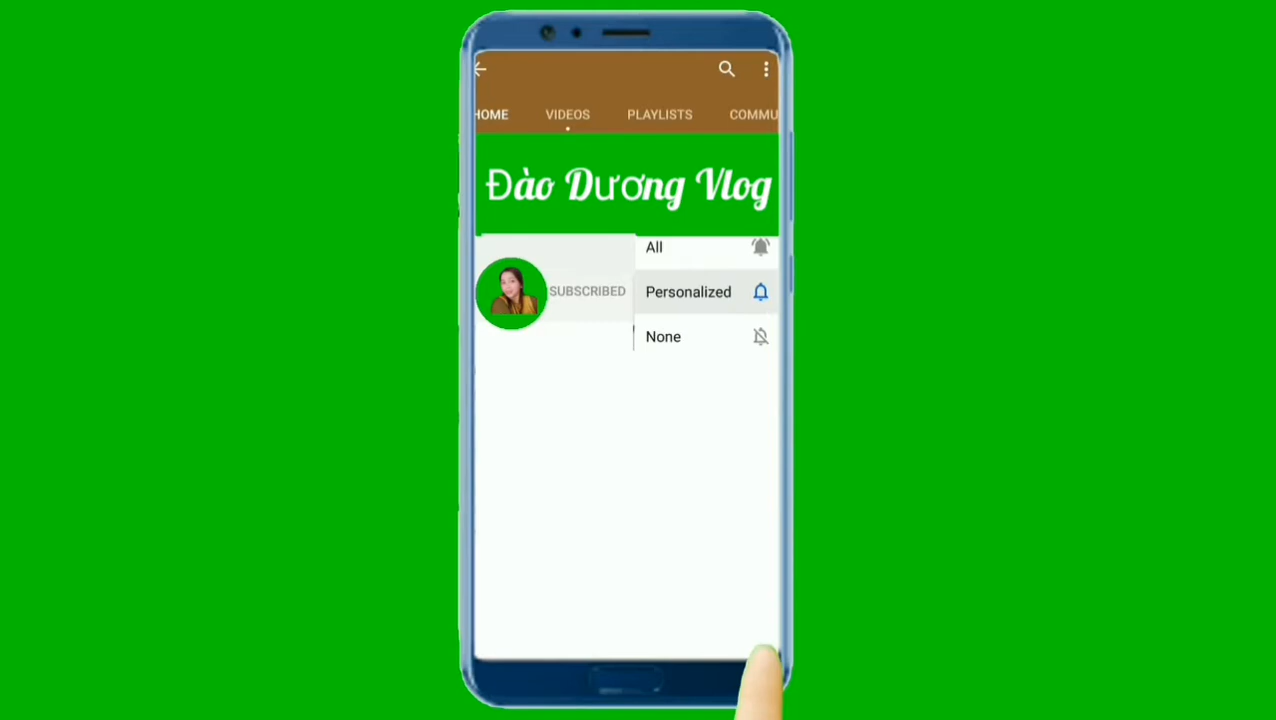 HOME VIDEOS PLAYLISTS COMMU
Đào Dương Vlog
All
SUBSCRIBED Personalized
None